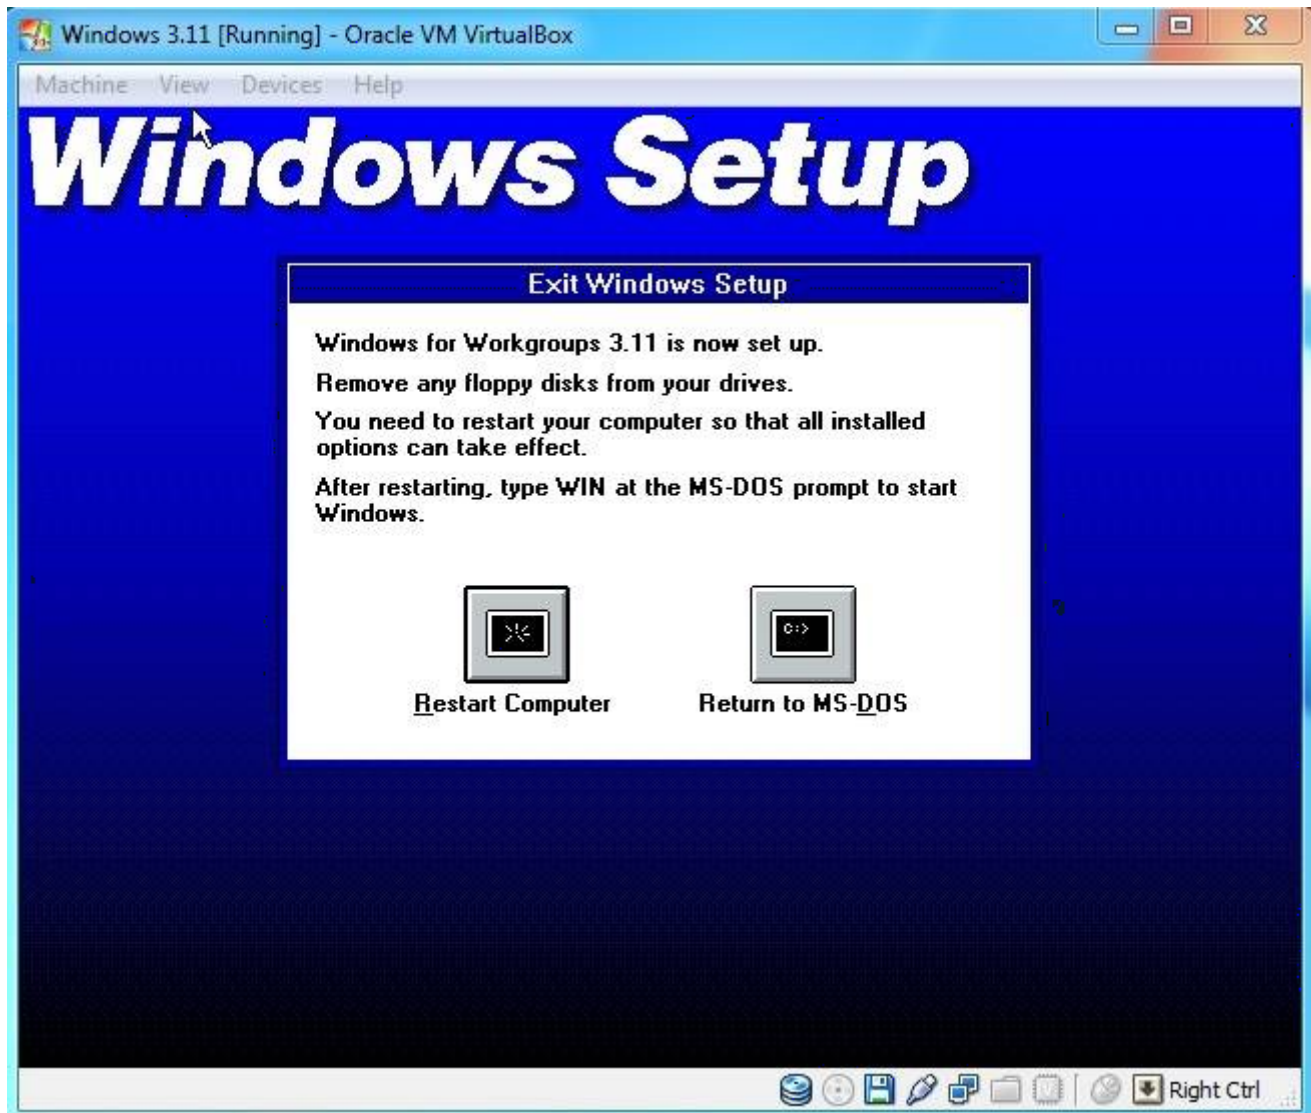 Windows 3.11 [Running] - Oracle VM VirtualBox
Machine View Devices Help
Windows Setup
Exit Windows Setup
Windows for Workgroups 3.11 is now set up.
Remove any floppy disks from your drives.
You need to restart your computer so that all installed
options can take effect.
After restarting, type WIN at the MS-DOS prompt to start
Windows.
C:>
Restart Computer Return to MS-DOS
Right Ctrl